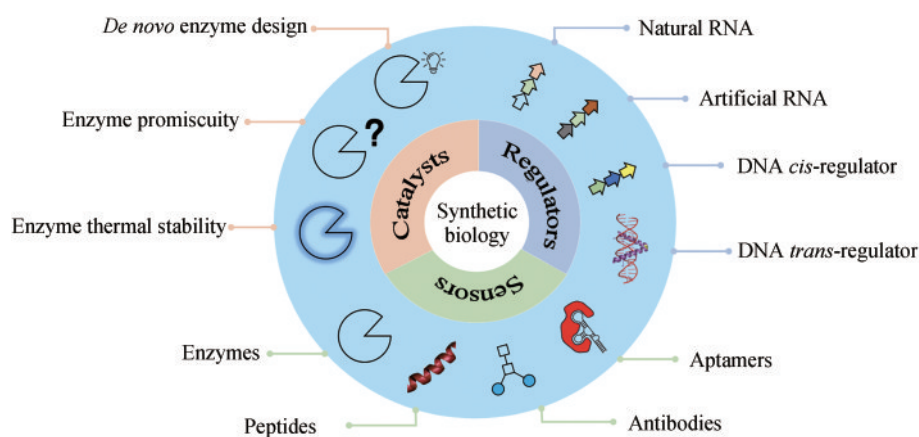 De novo enzyme design
Natural RNA
Enzyme promiscuity
?
Artificial RNA
DNA cis-regulator
Enzyme thermal stability
DNA trans-regulator
Catalysts
Regulators
Sensors
Synthetic
biology
Enzymes
Aptamers
Peptides
Antibodies